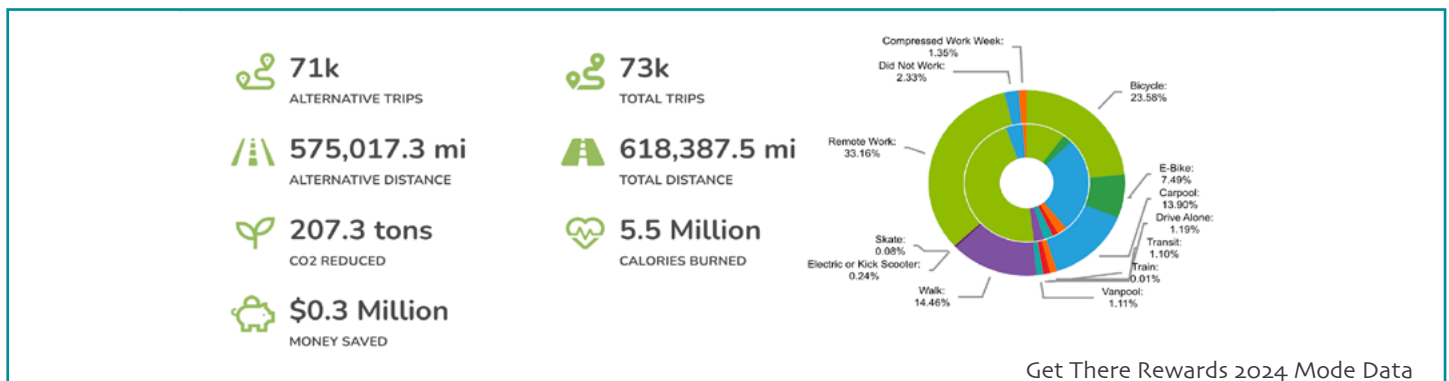 71k
ALTERNATIVE TRIPS
73k
TOTAL TRIPS
575,017.3 mi
ALTERNATIVE DISTANCE
618,387.5 mi
TOTAL DISTANCE
207.3 tons
CO2 REDUCED
5.5 Million
CALORIES BURNED
$0.3 Million
MONEY SAVED
Compressed Work Week:
1.35%
Did Not Work:
2.33%
Bicycle:
23.58%
Remote Work:
33.16%
E-Bike:
7.49%
Carpool:
13.90%
Drive Alone:
1.19%
Transit:
1.10%
Train:
0.01%
Vanpool:
1.11%
Skate:
0.08%
Electric or Kick Scooter:
0.24%
Walk:
14.46%
Get There Rewards 2024 Mode Data